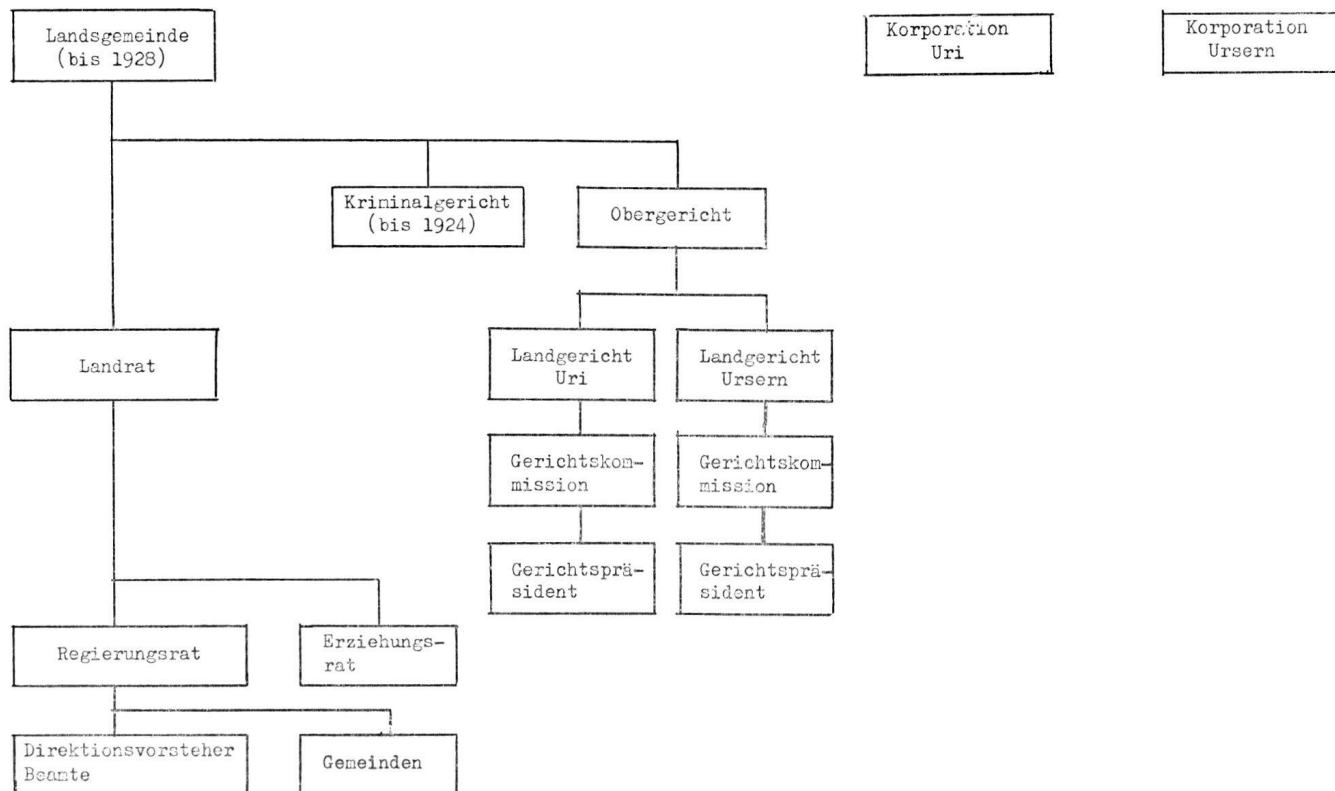 Landsgemeinde
(bis 1928)
Korporation
Uri
Korporation
Ursern
Kriminalgericht
(bis 1924)
Obergericht
Landrat
Landgericht
Uri
Landgericht
Ursern
Gerichtskom-
mission
Gerichtskom-
mission
Gerichtsprä-
sident
Gerichtsprä-
sident
Regierungsrat
Erziehungs-
rat
Direktionsvorsteher
Beamte
Gemeinden